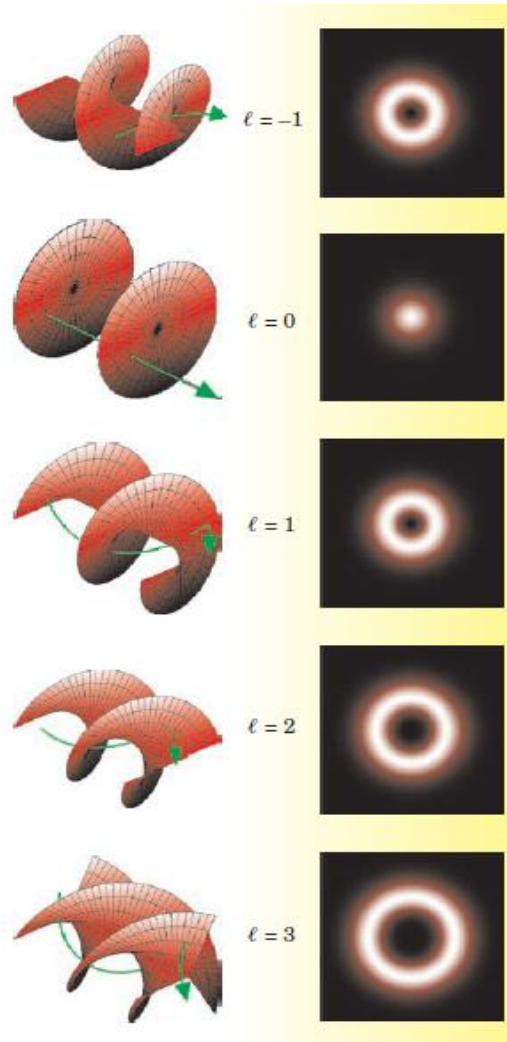 ℓ = −1
ℓ = 0
ℓ = 1
ℓ = 2
ℓ = 3